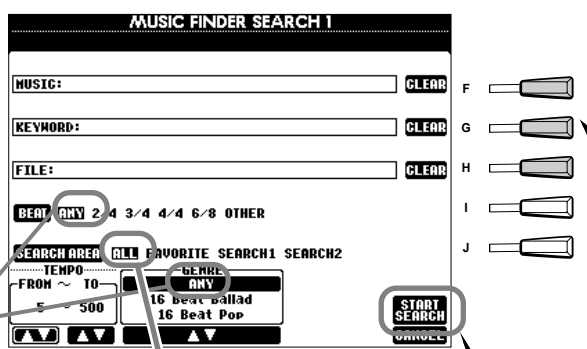 MUSIC FINDER SEARCH 1
MUSIC: CLEAR F
KEYWORD: CLEAR G
FILE: CLEAR H
BEAT ANY 2/4 3/4 4/4 6/8 OTHER I
SEARCH AREA ALL FAVORITE SEARCH1 SEARCH2 J
TEMPO GENRE
FROM ~ TO ANY
5 ~ 500 16 Beat Ballad
16 Beat Pop
START
SEARCH
CANCEL